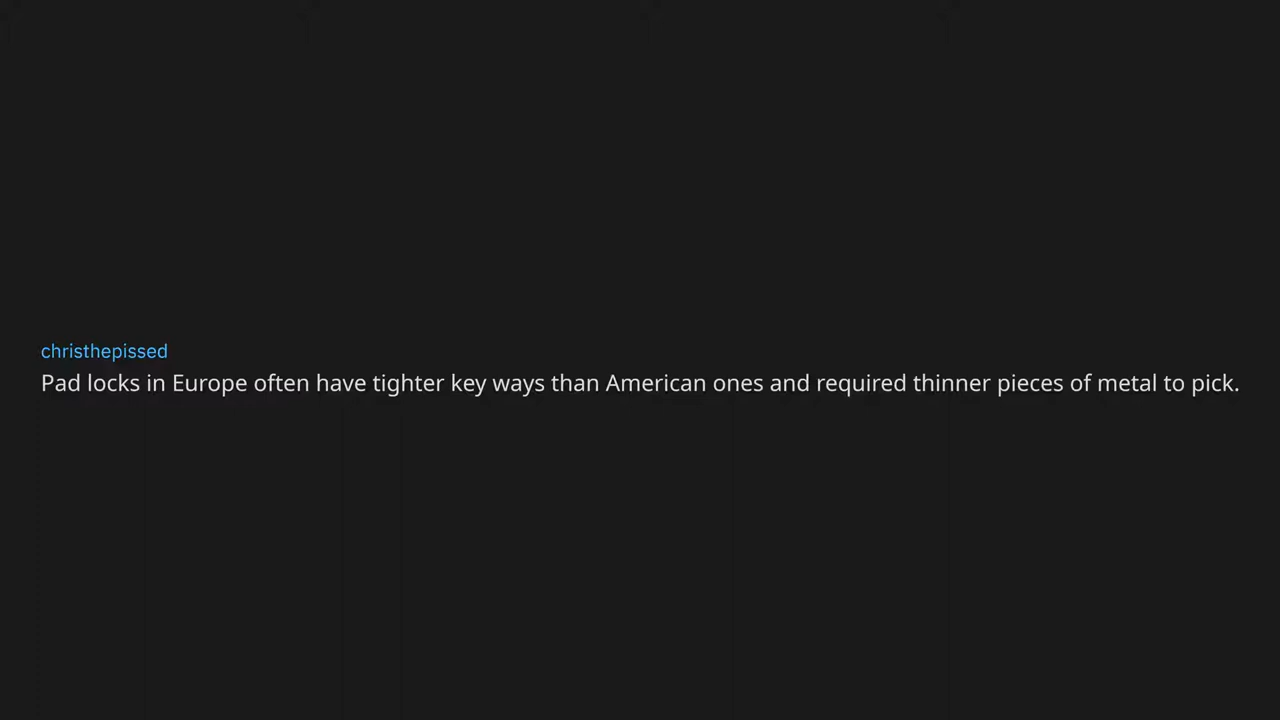 christhepissed
Pad locks in Europe often have tighter key ways than American ones and required thinner pieces of metal to pick.